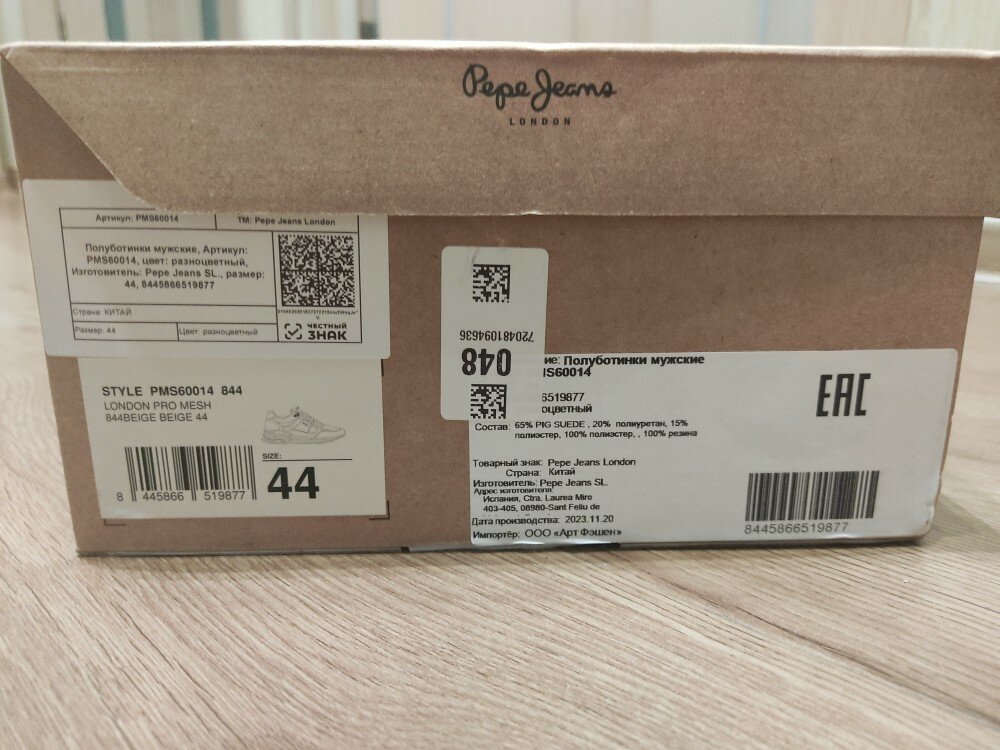 Pepe Jeans
LONDON
Артикул: PMS60014
TM: Pepe Jeans London
Полуботинки мужские, Артикул:
PMS60014, цвет: разноцветный,
Изготовитель: Pepe Jeans SL., размер:
44, 8445866519877
Страна: КИТАЙ
Размер: 44
Цвет: разноцветный
ЧЕСТНЫЙ
ЗНАК
STYLE PMS60014 844
LONDON PRO MESH
844BEIGE BEIGE 44
SIZE:
44
8 445866 519877
720481094636
048
ие: Полуботинки мужские
MS60014
6519877
оцветный
Состав: 65% PIG SUEDE , 20% полиуретан, 15%
полиэстер, 100% полиэстер, , 100% резина
Товарный знак: Pepe Jeans London
Страна: Китай
Изготовитель: Pepe Jeans SL.
Адрес изготовителя:
Испания, Ctra. Laurea Miro
403-405, 08980-Sant Feliu de
Дата производства: 2023.11.20
Импортёр: ООО «Арт Фэшен»
EAC
8445866519877